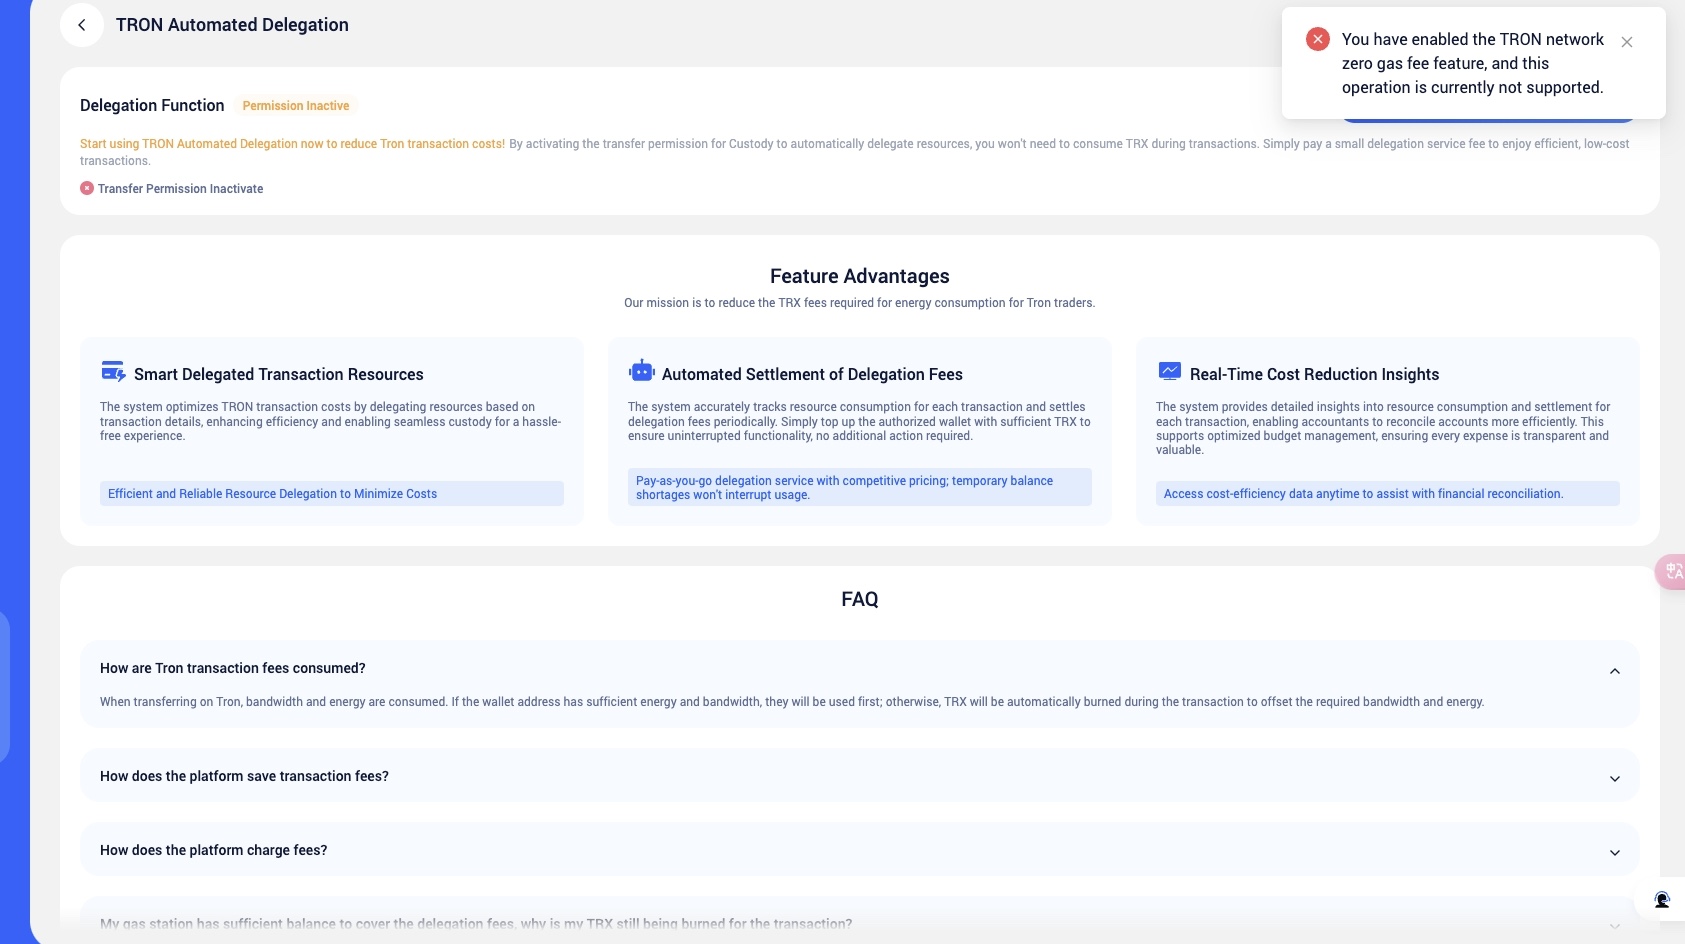 TRON Automated Delegation
You have enabled the TRON network
zero gas fee feature, and this
operation is currently not supported.
Delegation Function Permission Inactive
Start using TRON Automated Delegation now to reduce Tron transaction costs! By activating the transfer permission for Custody to automatically delegate resources, you won't need to consume TRX during transactions. Simply pay a small delegation service fee to enjoy efficient, low-cost
transactions.
Transfer Permission Inactivate
Feature Advantages
Our mission is to reduce the TRX fees required for energy consumption for Tron traders.
Smart Delegated Transaction Resources
The system optimizes TRON transaction costs by delegating resources based on
transaction details, enhancing efficiency and enabling seamless custody for a hassle-
free experience.
Efficient and Reliable Resource Delegation to Minimize Costs
Automated Settlement of Delegation Fees
The system accurately tracks resource consumption for each transaction and settles
delegation fees periodically. Simply top up the authorized wallet with sufficient TRX to
ensure uninterrupted functionality, no additional action required.
Pay-as-you-go delegation service with competitive pricing; temporary balance
shortages won't interrupt usage.
Real-Time Cost Reduction Insights
The system provides detailed insights into resource consumption and settlement for
each transaction, enabling accountants to reconcile accounts more efficiently. This
supports optimized budget management, ensuring every expense is transparent and
valuable.
Access cost-efficiency data anytime to assist with financial reconciliation.
FAQ
How are Tron transaction fees consumed?
When transferring on Tron, bandwidth and energy are consumed. If the wallet address has sufficient energy and bandwidth, they will be used first; otherwise, TRX will be automatically burned during the transaction to offset the required bandwidth and energy.
How does the platform save transaction fees?
How does the platform charge fees?
My gas station has sufficient balance to cover the delegation fees, why is my TRX still being burned for the transaction?